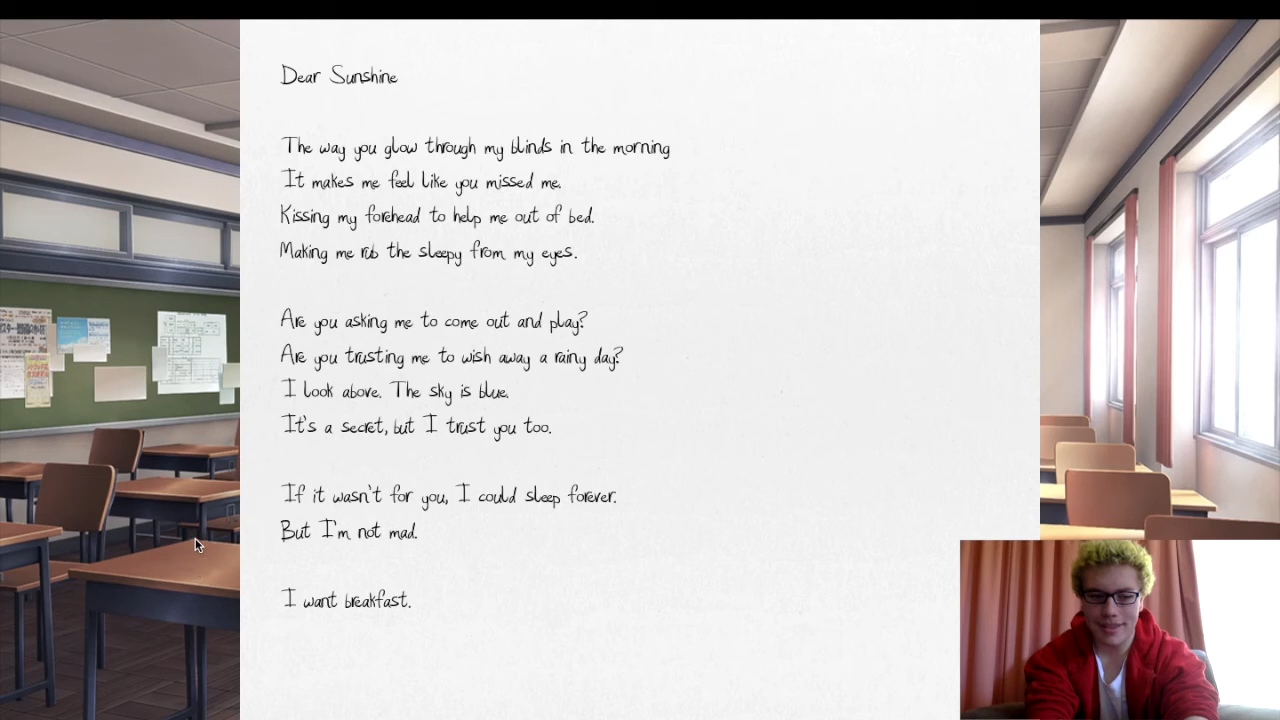 Dear Sunshine
The way you glow through my blinds in the morning
It makes me feel like you missed me.
Kissing my forehead to help me out of bed.
Making me rub the sleepy from my eyes.
Are you asking me to come out and play?
Are you trusting me to wish away a rainy day?
I look above. The sky is blue.
It's a secret, but I trust you too.
If it wasn't for you, I could sleep forever.
But I'm not mad.
I want breakfast.